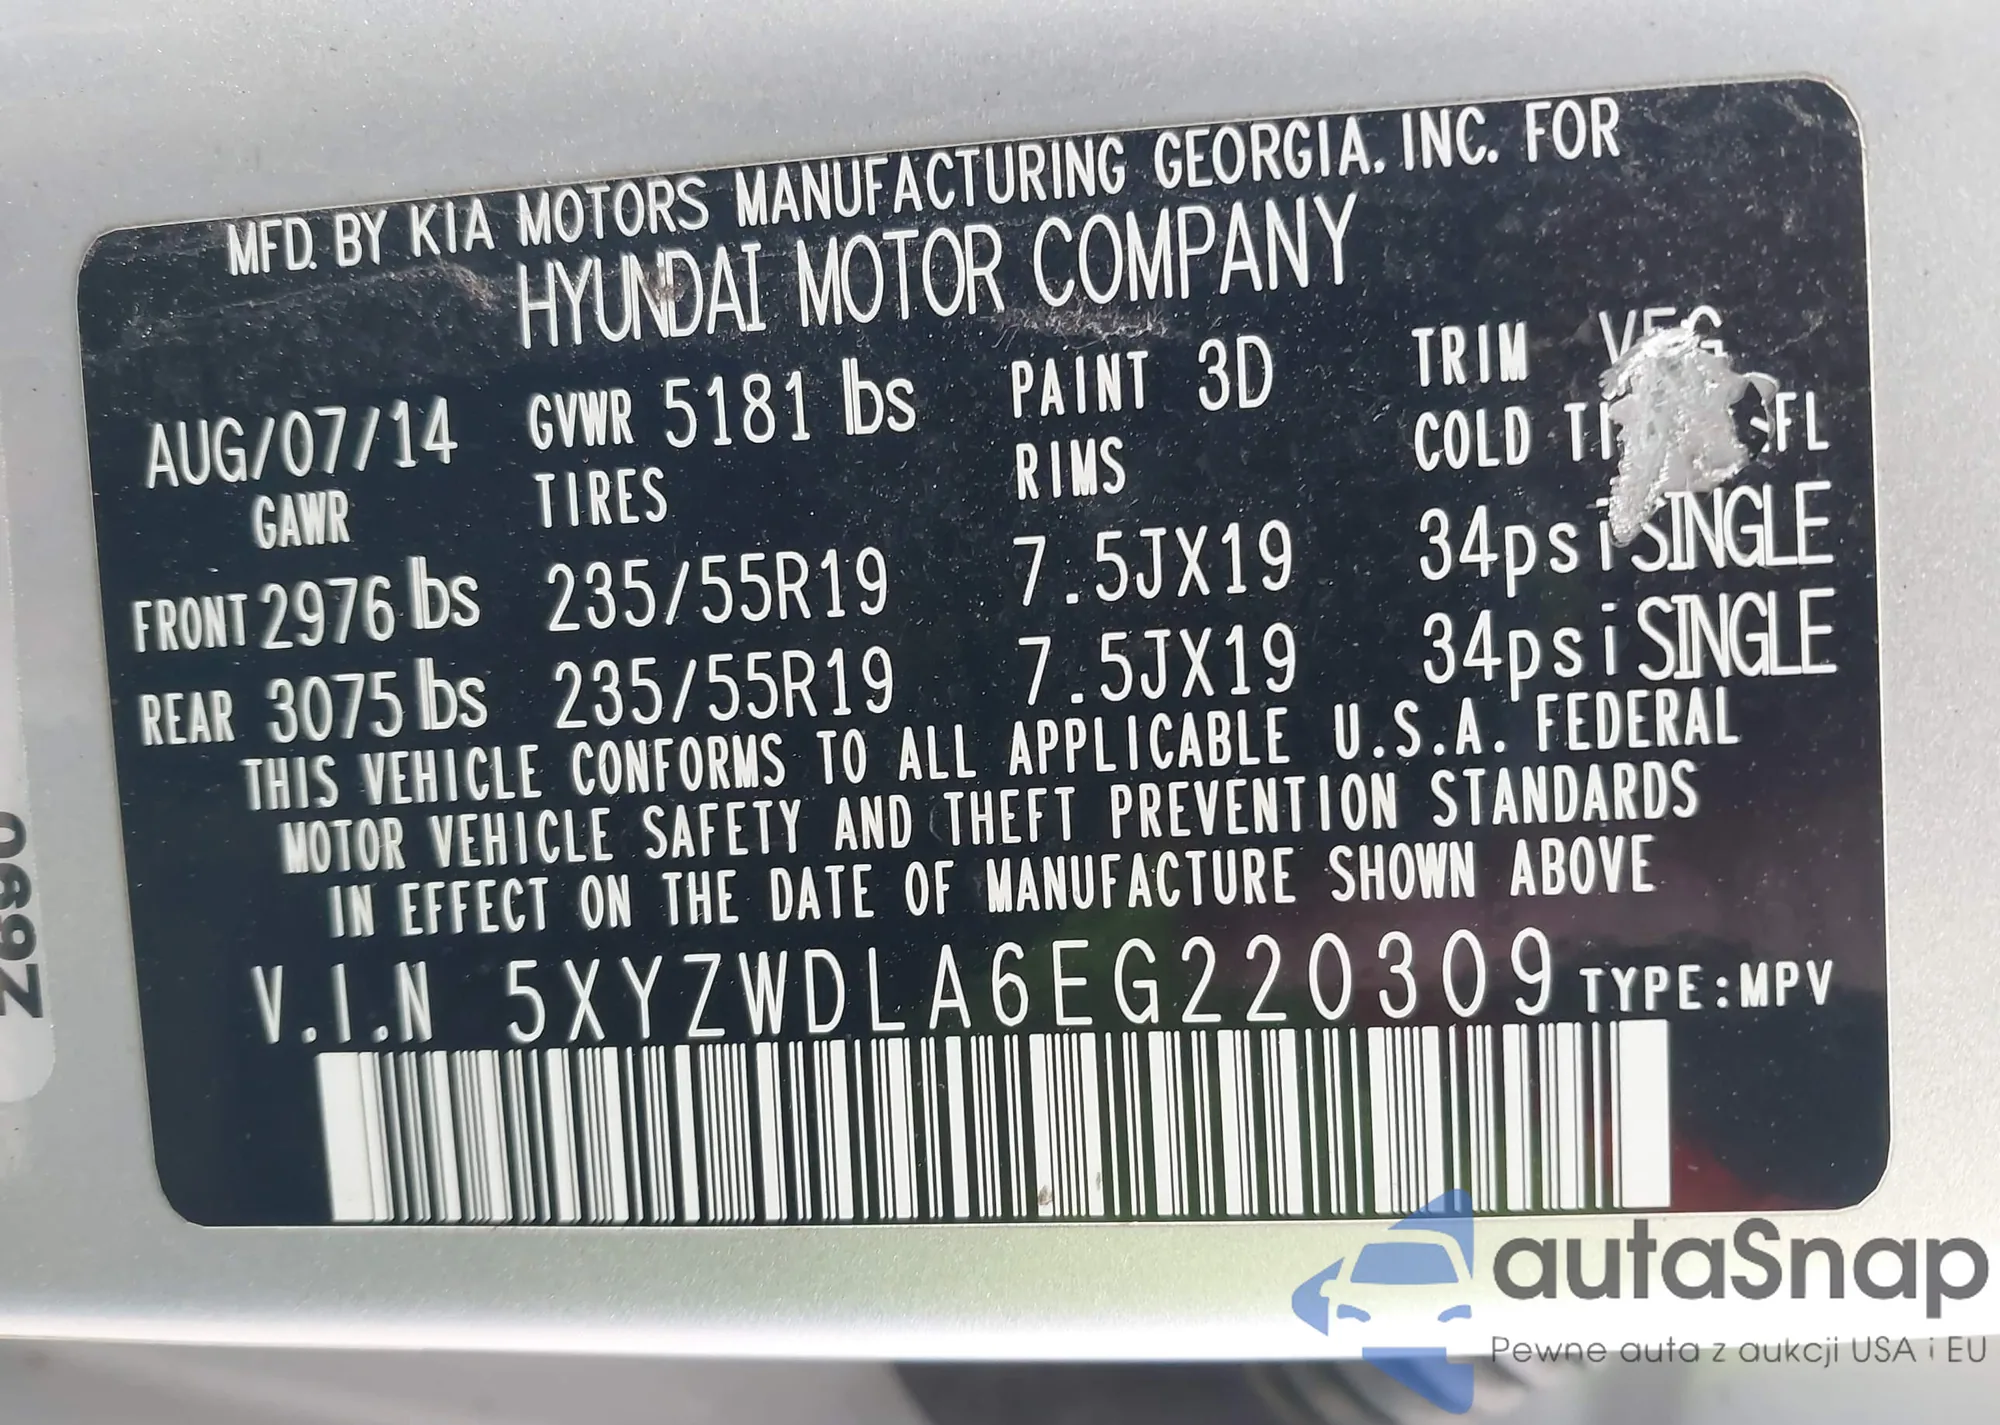 MFD. BY KIA MOTORS MANUFACTURING GEORGIA, INC. FOR
HYUNDAI MOTOR COMPANY
AUG/07/14 GVWR 5181 lbs PAINT 3D TRIM
GAWR TIRES RIMS COLD
FRONT 2976 lbs 235/55R19 7.5JX19 34psi SINGLE
REAR 3075 lbs 235/55R19 7.5JX19 34psi SINGLE
THIS VEHICLE CONFORMS TO ALL APPLICABLE U.S.A. FEDERAL
MOTOR VEHICLE SAFETY AND THEFT PREVENTION STANDARDS
IN EFFECT ON THE DATE OF MANUFACTURE SHOWN ABOVE
V.I.N 5XYZWDLA6EG220309 TYPE:MPV
autaSnap
Pewne auta z aukcji USA i EU